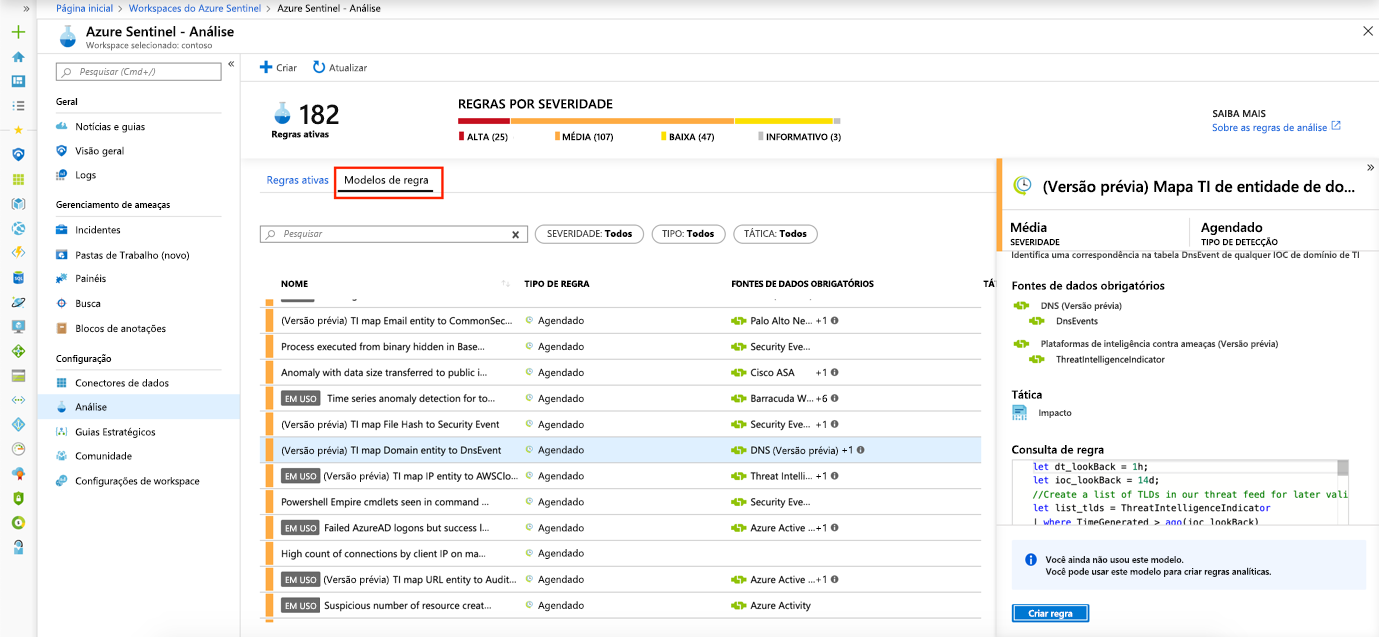 Página inicial > Workspaces do Azure Sentinel > Azure Sentinel - Análise
Azure Sentinel - Análise
Workspace selecionado: contoso
Pesquisar (Cmd+/)
Geral
Notícias e guias
Visão geral
Logs
Gerenciamento de ameaças
Incidentes
Pastas de Trabalho (novo)
Painéis
Busca
Blocos de anotações
Configuração
Conectores de dados
Análise
Guias Estratégicos
Comunidade
Configurações de workspace
Criar Atualizar
182
Regras ativas
REGRAS POR SEVERIDADE
ALTA (25) MÉDIA (107) BAIXA (47) INFORMATIVO (3)
SAIBA MAIS
Sobre as regras de análise
Regras ativas Modelos de regra
Pesquisar x SEVERIDADE: Todos TIPO: Todos TÁTICA: Todos
NOME TIPO DE REGRA FONTES DE DADOS OBRIGATÓRIOS TÁT
(Versão prévia) TI map Email entity to CommonSec... Agendado Palo Alto Ne... +1
Process executed from binary hidden in Base... Agendado Security Eve...
Anomaly with data size transferred to public i... Agendado Cisco ASA +1
EM USO Time series anomaly detection for to... Agendado Barracuda W... +6
(Versão prévia) TI map File Hash to Security Event Agendado Security Eve... +1
(Versão prévia) TI map Domain entity to DnsEvent Agendado DNS (Versão prévia) +1
EM USO (Versão prévia) TI map IP entity to AWSClo... Agendado Threat Intelli... +1
Powershell Empire cmdlets seen in command ... Agendado Security Eve...
EM USO Failed AzureAD logons but success l... Agendado Azure Active ...+1
High count of connections by client IP on ma... Agendado
EM USO (Versão prévia) TI map URL entity to Audit... Agendado Azure Active ...+1
EM USO Suspicious number of resource creat... Agendado Azure Activity
(Versão prévia) Mapa TI de entidade de do...
Média Agendado
SEVERIDADE TIPO DE DETECÇÃO
Identifica uma correspondência na tabela DnsEvent de qualquer IOC de domínio de TI
Fontes de dados obrigatórios
DNS (Versão prévia)
DnsEvents
Plataformas de inteligência contra ameaças (Versão prévia)
ThreatIntelligenceIndicator
Tática
Impacto
Consulta de regra
let dt_lookBack = 1h;
let ioc_lookBack = 14d;
//Create a list of TLDs in our threat feed for later vali
let list_tlds = ThreatIntelligenceIndicator
| where TimeGenerated > ago(ioc_lookBack)
Você ainda não usou este modelo.
Você pode usar este modelo para criar regras analíticas.
Criar regra